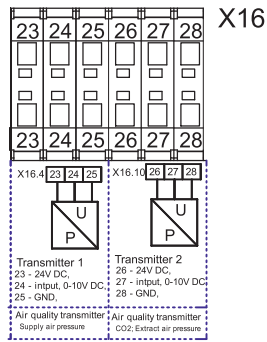 X16
23 24 25 26 27 28
23 24 25 26 27 28
X16.4 23 24 25
X16.10 26 27 28
U
P
U
P
Transmitter 1
23 - 24V DC,
24 - intput, 0-10V DC
25 - GND,
Transmitter 2
26 - 24V DC,
27 - intput, 0-10V DC,
28 - GND,
Air quality transmitter
Supply air pressure
Air quality transmitter
CO2; Extract air pressure